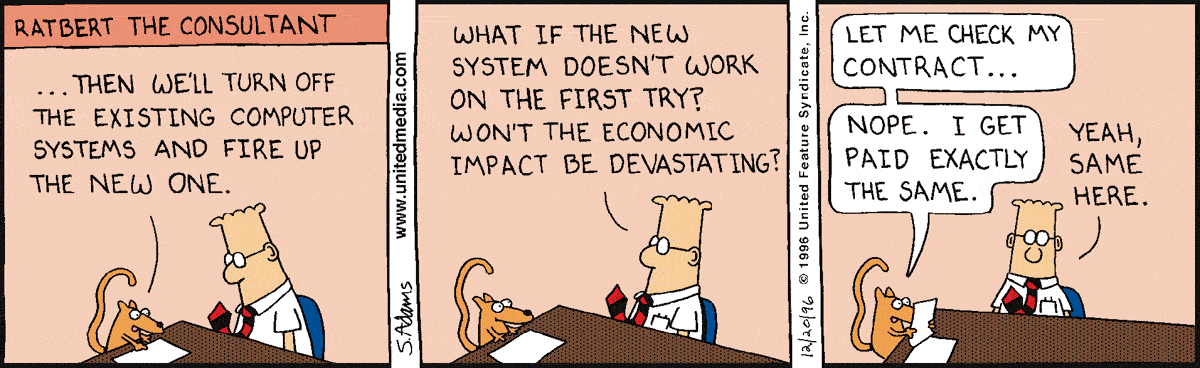 RATBERT THE CONSULTANT
...THEN WE'LL TURN OFF
THE EXISTING COMPUTER
SYSTEMS AND FIRE UP
THE NEW ONE.
S.Adams
www.unitedmedia.com
WHAT IF THE NEW
SYSTEM DOESN'T WORK
ON THE FIRST TRY?
WON'T THE ECONOMIC
IMPACT BE DEVASTATING?
12/20/96 © 1996 United Feature Syndicate, Inc.
LET ME CHECK MY
CONTRACT...
NOPE. I GET
PAID EXACTLY
THE SAME.
YEAH,
SAME
HERE.